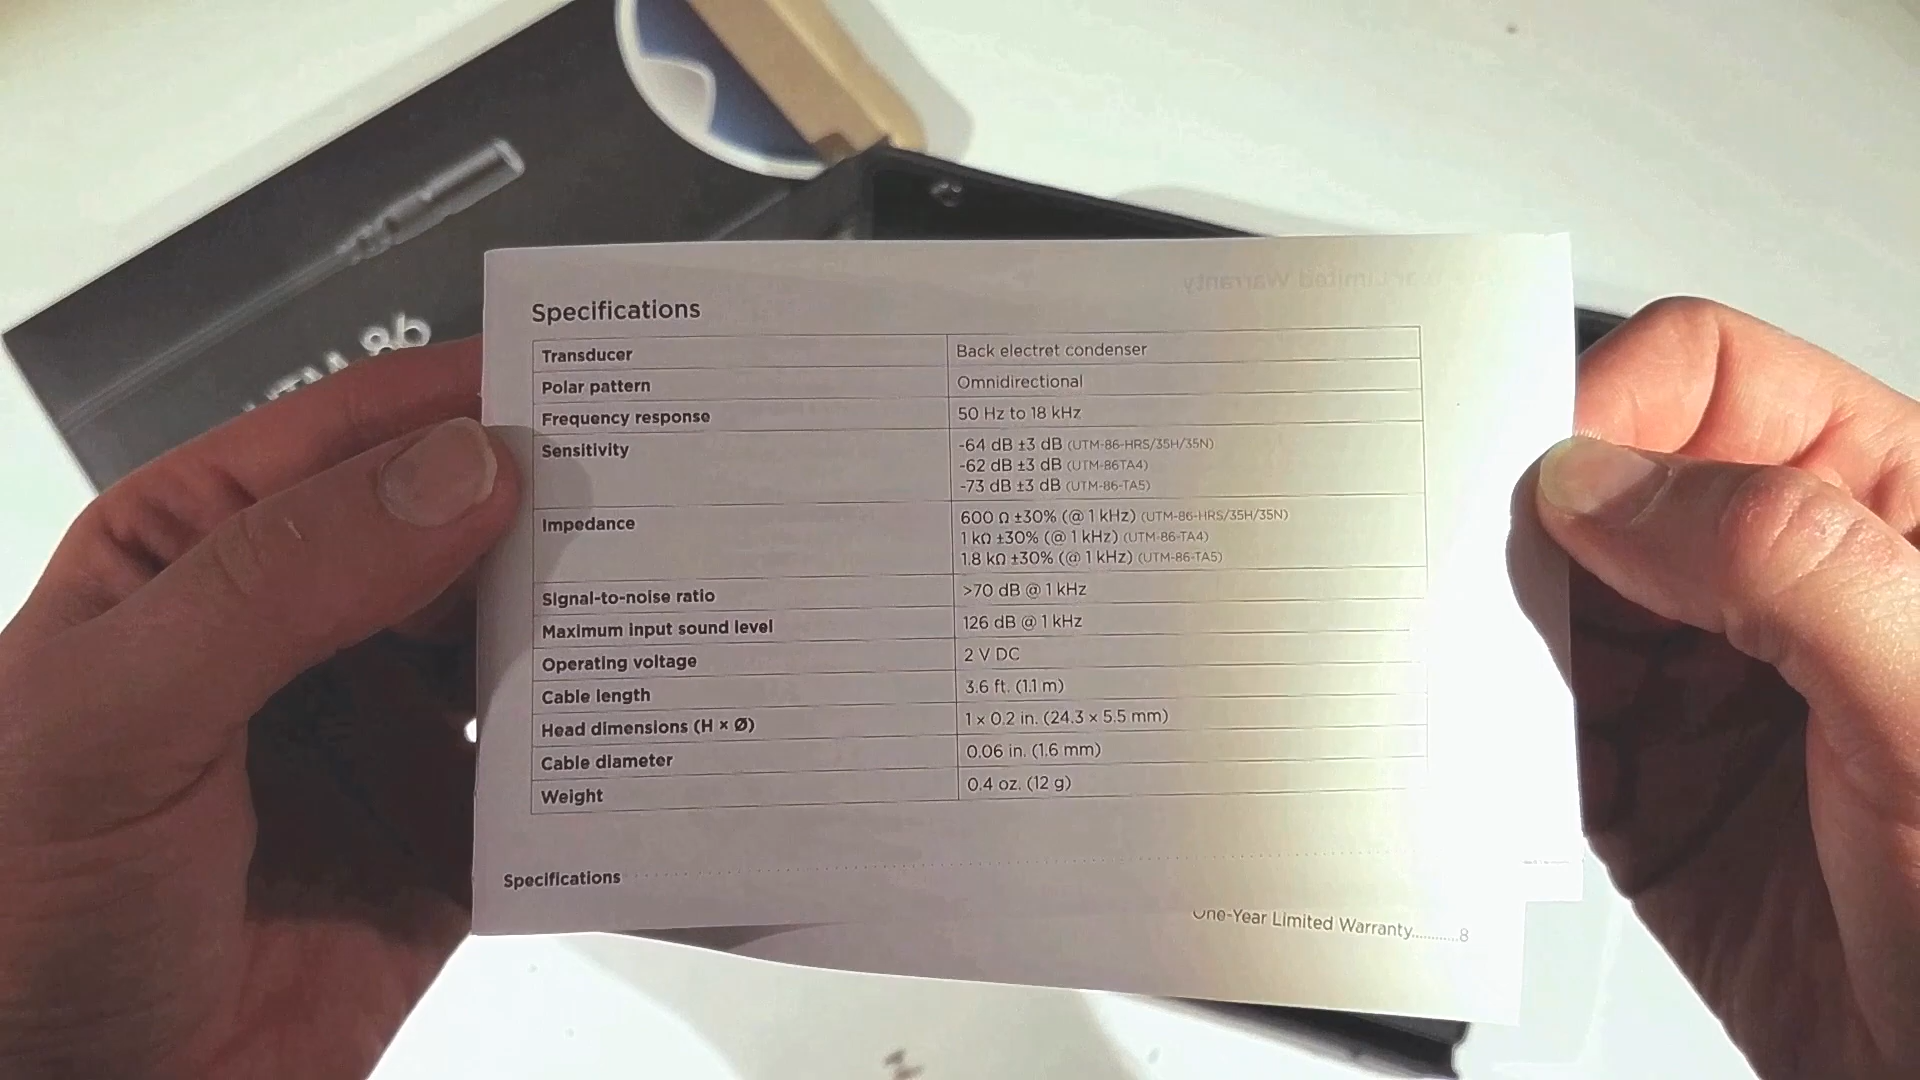 UTM 86
Specifications
Transducer Back electret condenser
Polar pattern Omnidirectional
Frequency response 50 Hz to 18 kHz
Sensitivity -64 dB ±3 dB (UTM-86-HRS/35H/35N)
-62 dB ±3 dB (UTM-86TA4)
-73 dB ±3 dB (UTM-86-TA5)
Impedance 600 Ω ±30% (@ 1 kHz) (UTM-86-HRS/35H/35N)
1 kΩ ±30% (@ 1 kHz) (UTM-86-TA4)
1.8 kΩ ±30% (@ 1 kHz) (UTM-86-TA5)
Signal-to-noise ratio >70 dB @ 1 kHz
Maximum input sound level 126 dB @ 1 kHz
Operating voltage 2 V DC
Cable length 3.6 ft. (1.1 m)
Head dimensions (H × Ø) 1 x 0.2 in. (24.3 x 5.5 mm)
Cable diameter 0.06 in. (1.6 mm)
Weight 0.4 oz. (12 g)
Specifications
One-Year Limited Warranty...........8